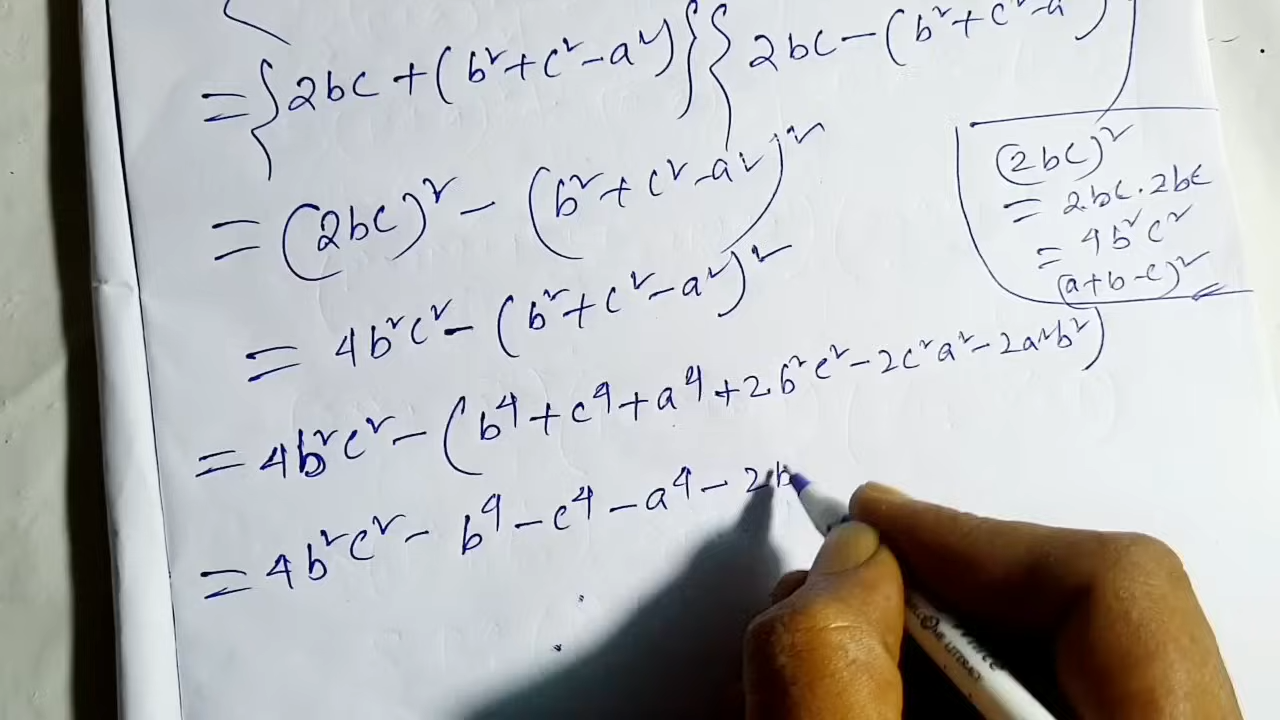 = {2bc + (b² + c² - a²)} {2bc - (b² + c² - a²)
= (2bc)² - (b² + c² - a²)²
= 4b²c² - (b² + c² - a²)²
= 4b²c² - (b⁴ + c⁴ + a⁴ + 2b²c² - 2c²a² - 2a²b²)
= 4b²c² - b⁴ - c⁴ - a⁴ - 2b
(2bc)²
= 2bc . 2bc
= 4b²c²
(a+b-c)²